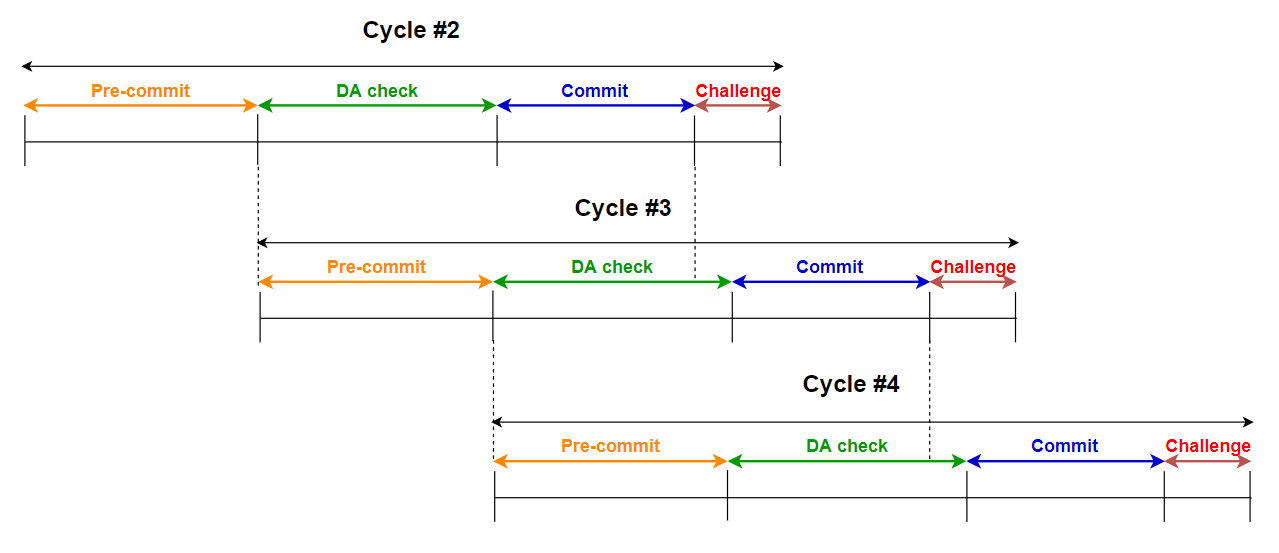 Cycle #2
Pre-commit DA check Commit Challenge
Cycle #3
Pre-commit DA check Commit Challenge
Cycle #4
Pre-commit DA check Commit Challenge